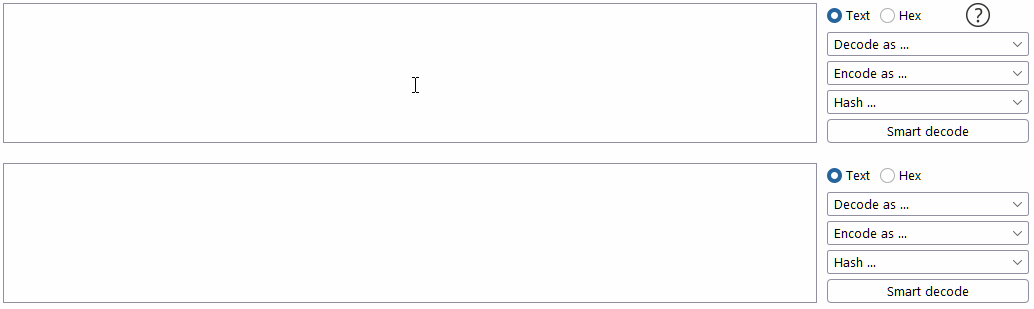 Text Hex ?
Decode as ...
Encode as ...
Hash ...
Smart decode
Text Hex
Decode as ...
Encode as ...
Hash ...
Smart decode